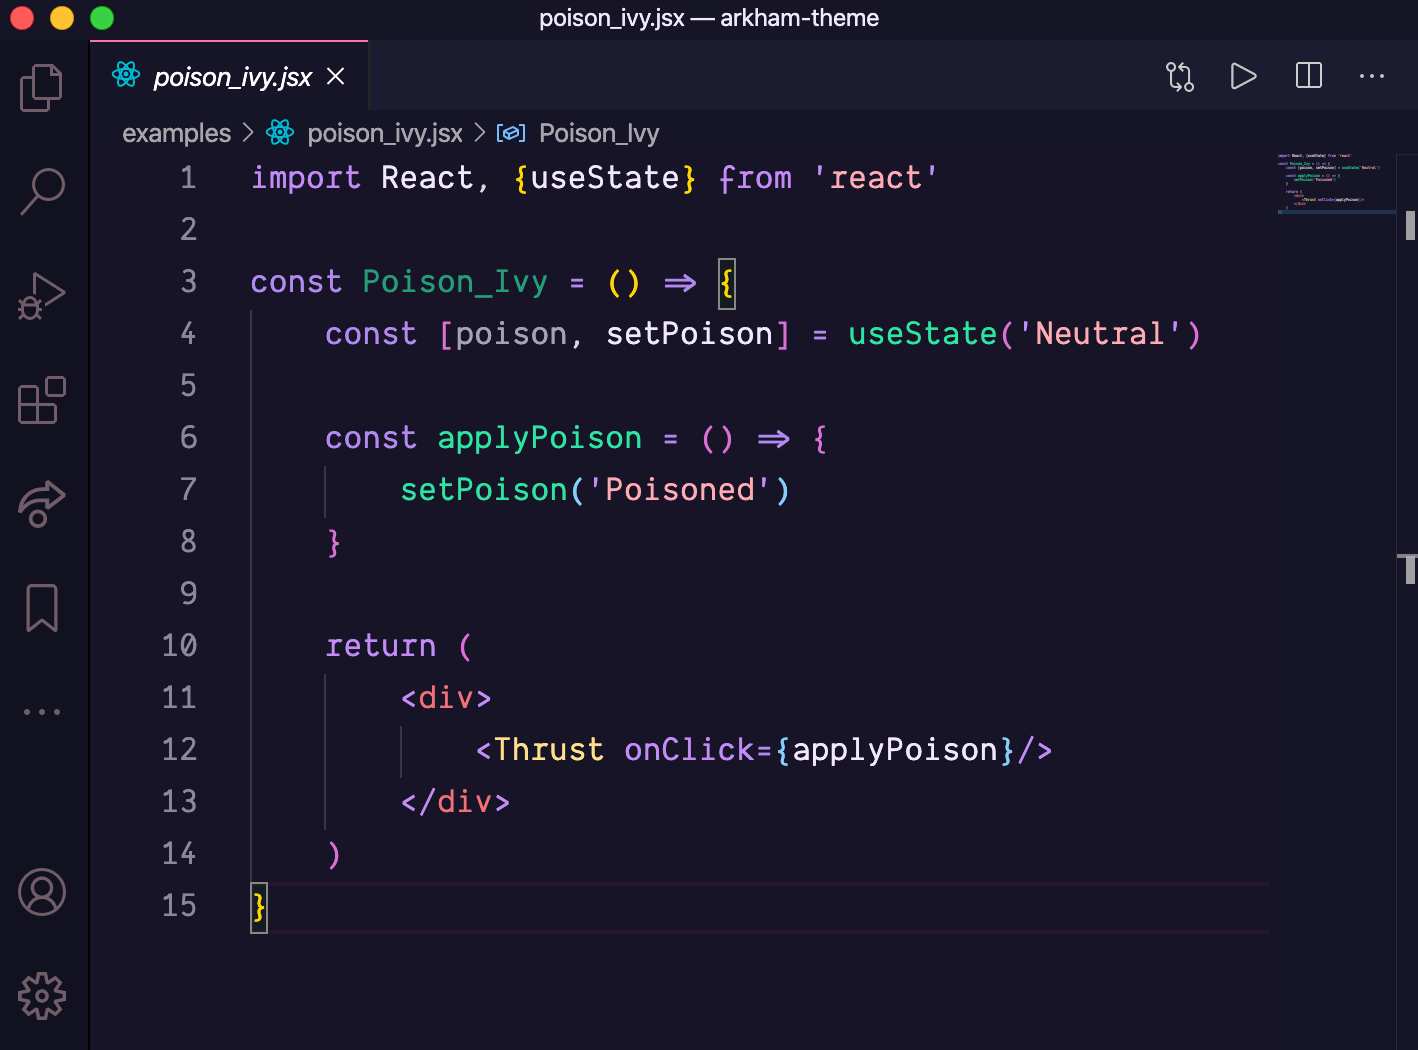 poison_ivy.jsx — arkham-theme
poison_ivy.jsx
examples > poison_ivy.jsx > Poison_Ivy
1 import React, {useState} from 'react'
2
3 const Poison_Ivy = () => {
4     const [poison, setPoison] = useState('Neutral')
5
6     const applyPoison = () => {
7         setPoison('Poisoned')
8     }
9
10     return (
11         <div>
12             <Thrust onClick={applyPoison}/>
13         </div>
14     )
15 }